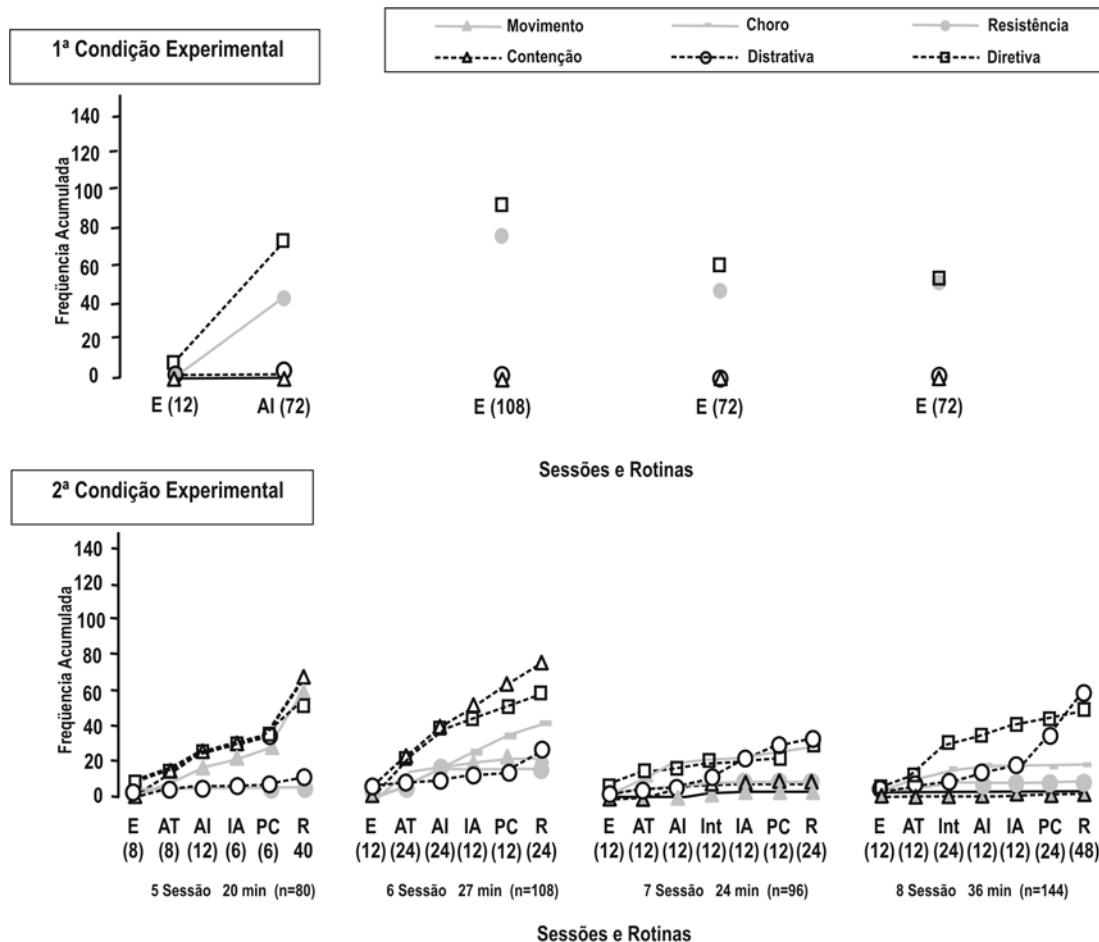 Movimento Choro Resistência
Contenção Distrativa Diretiva
1ª Condição Experimental
Freqüencia Acumulada
140
120
100
80
60
40
20
0
E (12) AI (72) E (108) E (72) E (72)
Sessões e Rotinas
2ª Condição Experimental
Freqüencia Acumulada
140
120
100
80
60
40
20
0
E AT AI IA PC R E AT AI IA PC R E AT AI Int IA PC R E AT Int AI IA PC R
(8) (8) (12) (6) (6) 40 (12) (24) (24) (12) (12) (24) (12) (12) (12) (12) (12) (12) (24) (12) (12) (24) (12) (12) (24) (48)
5 Sessão 20 min (n=80) 6 Sessão 27 min (n=108) 7 Sessão 24 min (n=96) 8 Sessão 36 min (n=144)
Sessões e Rotinas